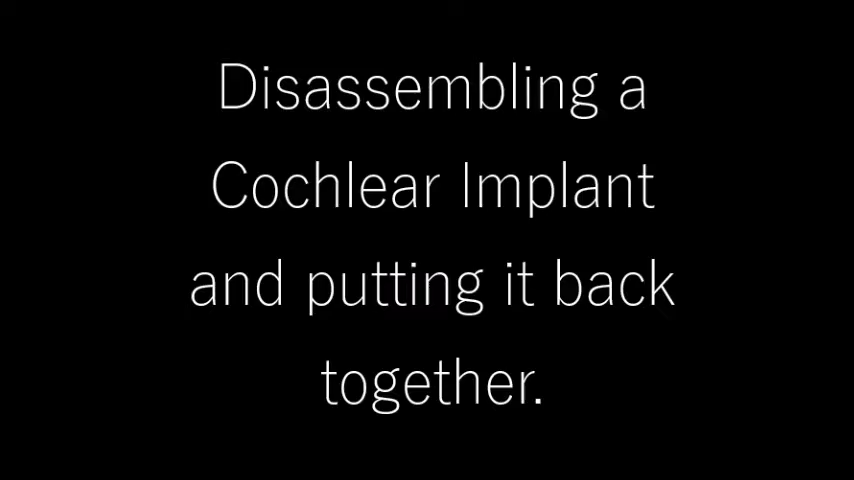 Disassembling a
Cochlear Implant
and putting it back
together.